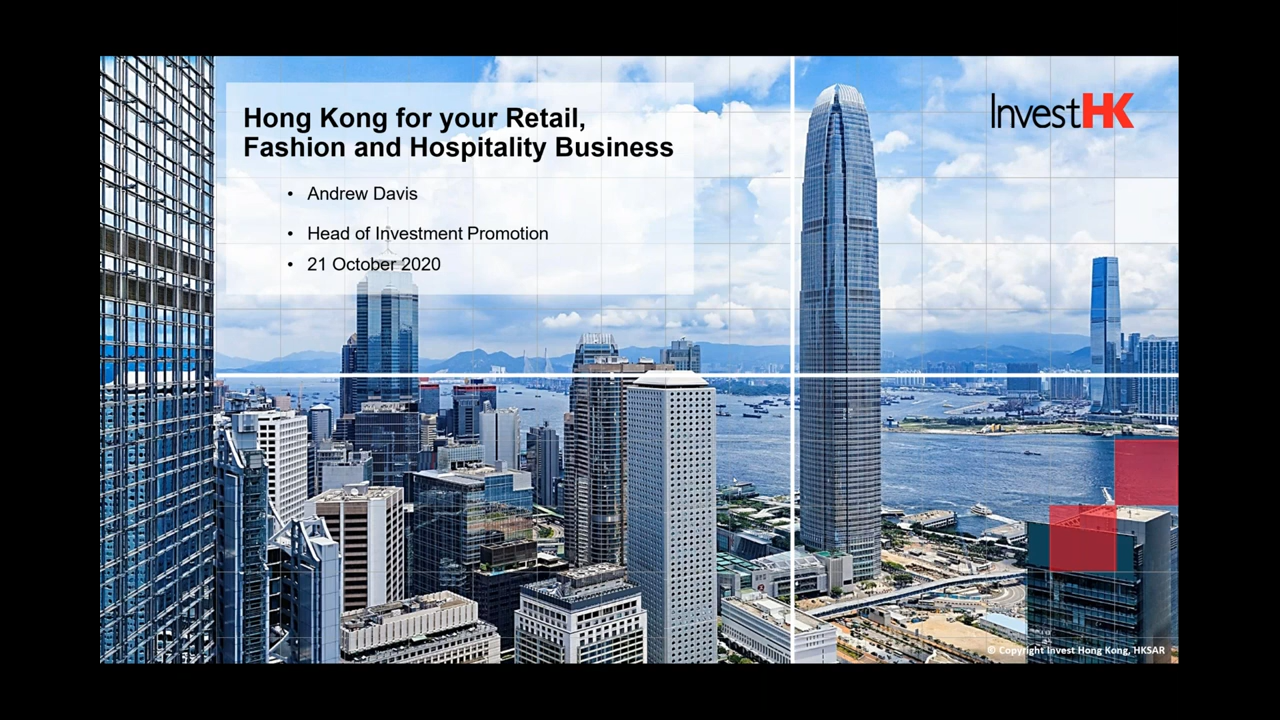 Hong Kong for your Retail,
Fashion and Hospitality Business
• Andrew Davis
• Head of Investment Promotion
• 21 October 2020
InvestHK
© Copyright Invest Hong Kong, HKSAR